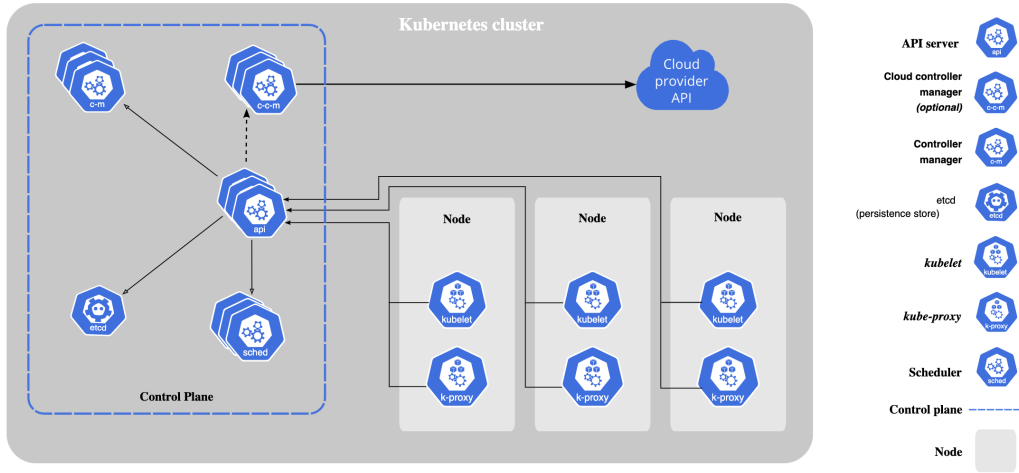 Kubernetes cluster
c-m
c-c-m
Cloud
provider
API
api
etcd
sched
Control Plane
Node
Node
Node
kubelet
kubelet
kubelet
k-proxy
k-proxy
k-proxy
API server
api
Cloud controller
manager
(optional)
c-c-m
Controller
manager
c-m
etcd
(persistence store)
etcd
kubelet
kubelet
kube-proxy
k-proxy
Scheduler
sched
Control plane
Node